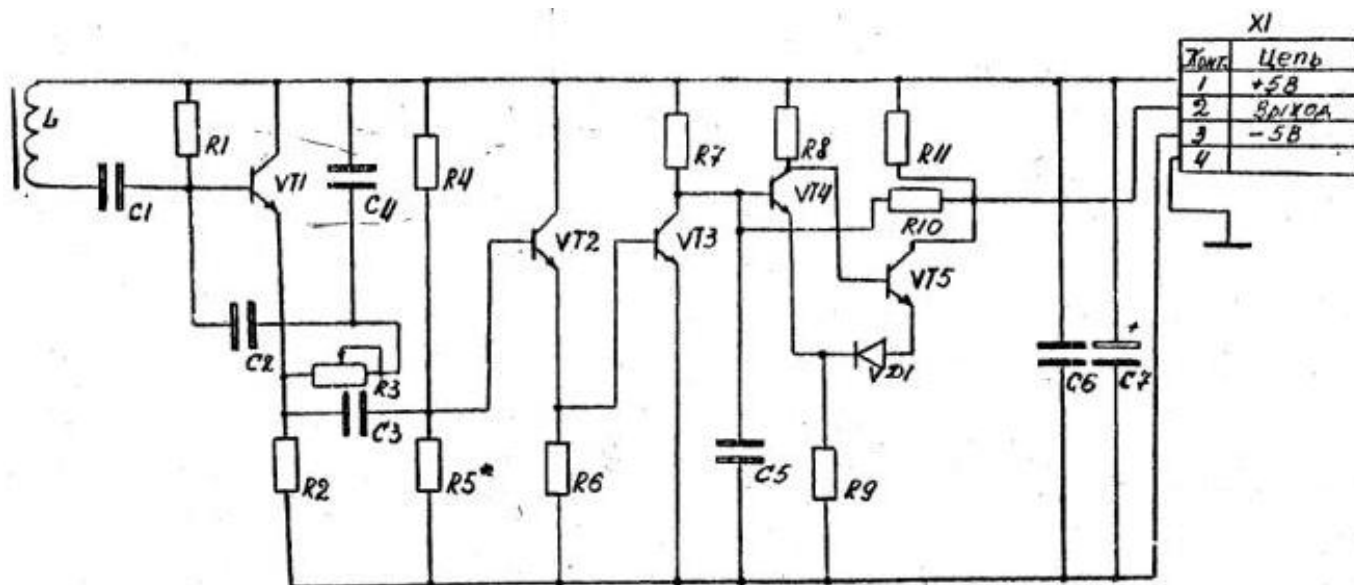 X1
Конт. Цепь
1 +5В
2 Выход
3 -5В
4
L
C1
R1
VT1
C4
R4
R7
R8
R11
VT4
R10
VT2
VT3
VT5
C2
R3
VD1
C6
+
C7
C3
R2
R5*
R6
C5
R9